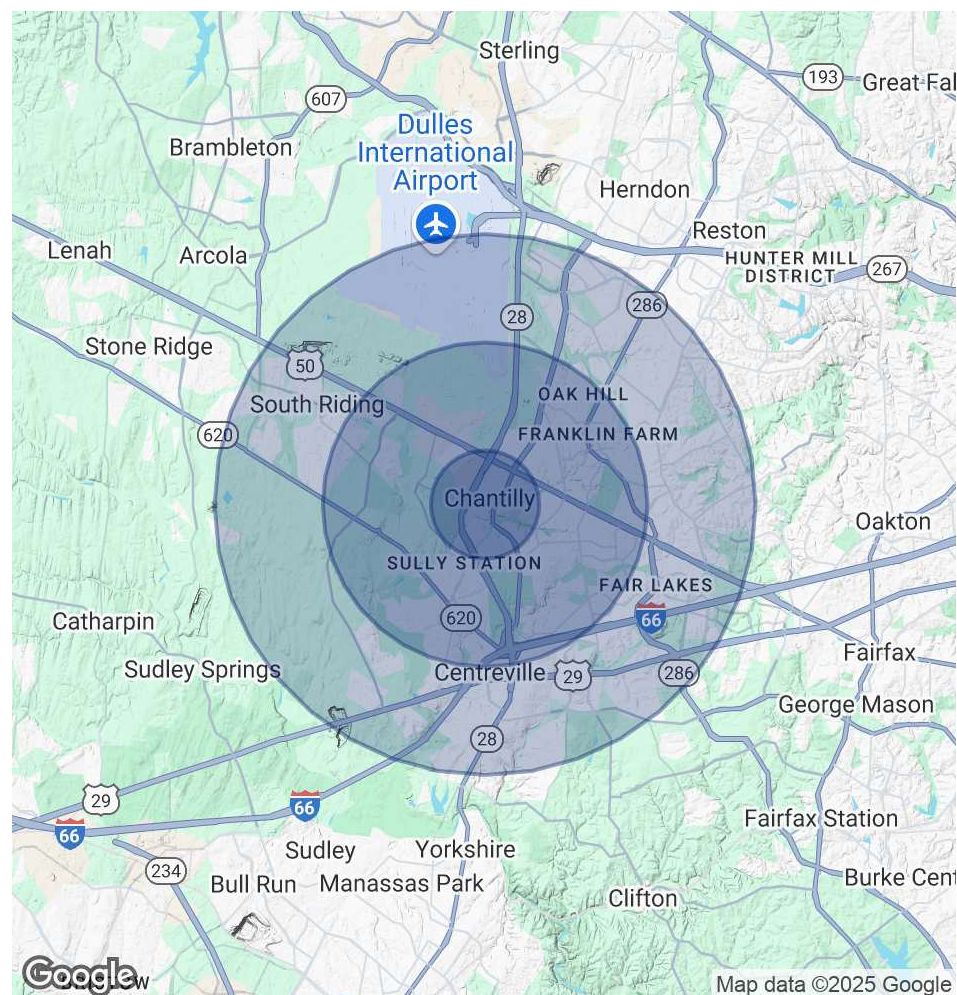 Sterling
193
Great Fal
607
Dulles
International
Airport
Brambleton
Herndon
Reston
Lenah
Arcola
HUNTER MILL
DISTRICT
267
286
28
Stone Ridge
50
OAK HILL
South Riding
FRANKLIN FARM
620
Chantilly
Oakton
SULLY STATION
FAIR LAKES
620
66
Catharpin
Fairfax
Sudley Springs
Centreville
29
286
George Mason
28
29
66
66
Fairfax Station
Sudley
Yorkshire
234
Bull Run
Manassas Park
Burke Cent
Clifton
Google
Map data ©2025 Google